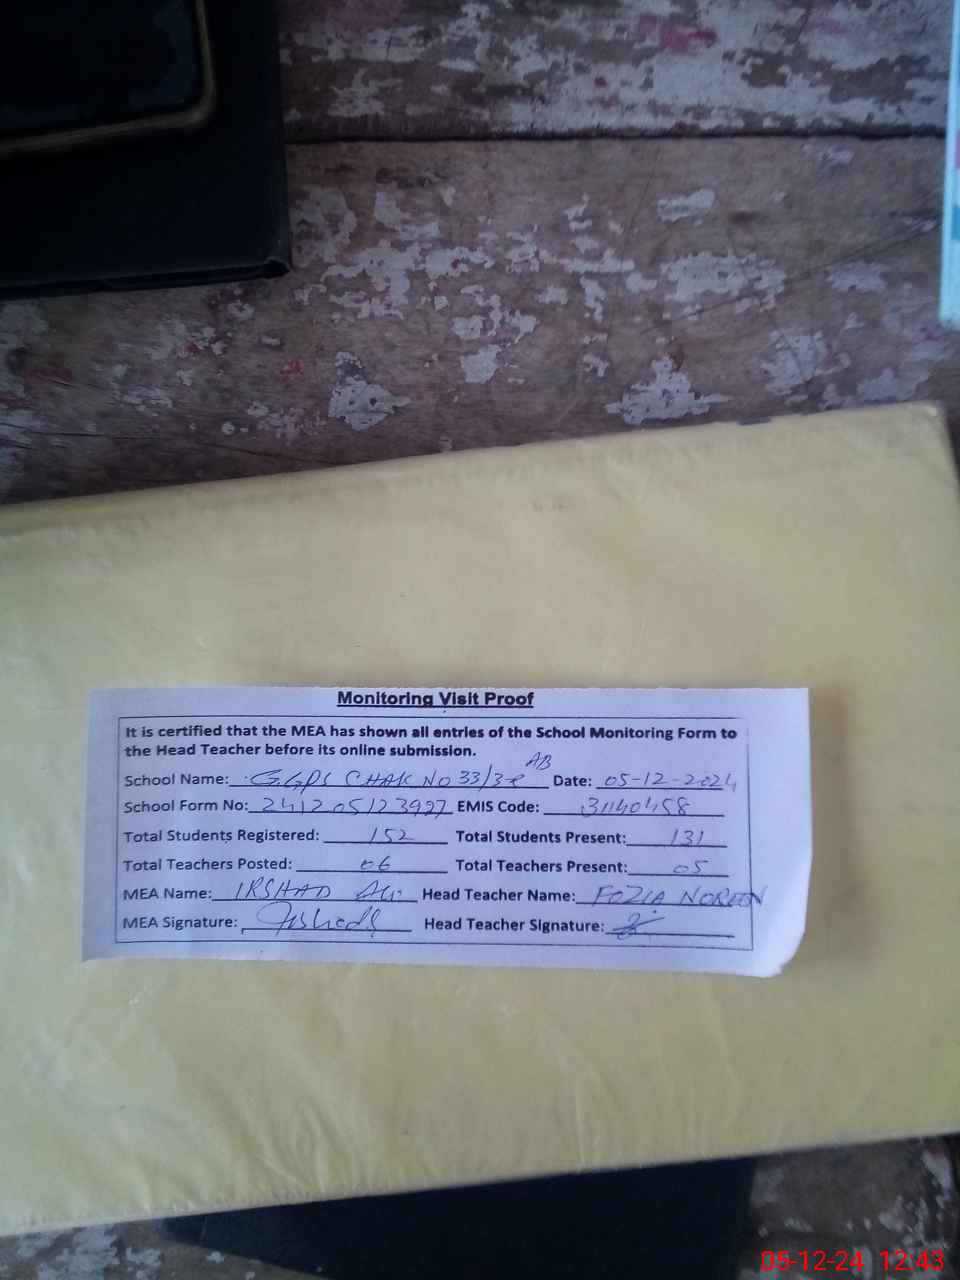 Monitoring Visit Proof
It is certified that the MEA has shown all entries of the School Monitoring Form to
the Head Teacher before its online submission.
AB
School Name: GGPS CHAK NO 33/3-R Date: 05-12-2024
School Form No: 241205123927 EMIS Code: 31140458
Total Students Registered: 152 Total Students Present: 131
Total Teachers Posted: 06 Total Teachers Present: 05
MEA Name: IRSHAD Ali Head Teacher Name: FOZIA NOREEN
MEA Signature: Irshad Head Teacher Signature:
05-12-24 12:43